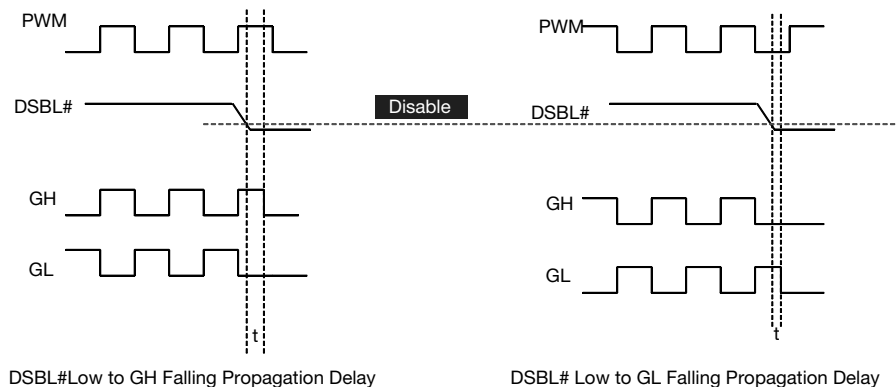 PWM
DSBL#
GH
GL
t
DSBL#Low to GH Falling Propagation Delay
Disable
PWM
DSBL#
GH
GL
t
DSBL# Low to GL Falling Propagation Delay